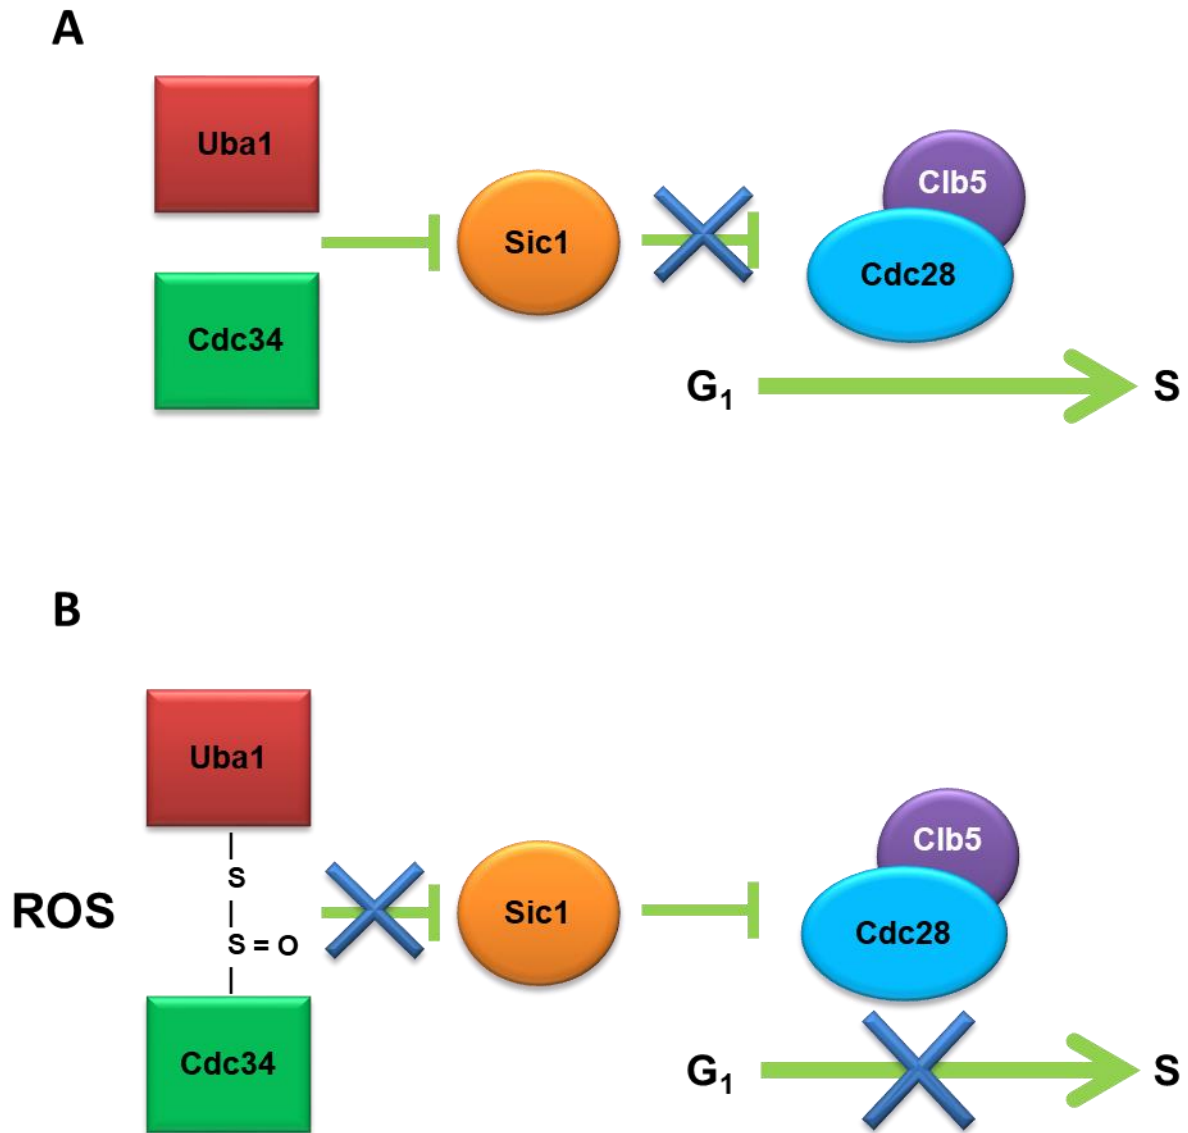 A
Uba1
Clb5
Sic1
Cdc28
Cdc34
G1
S
B
Uba1
Clb5
S
ROS
Sic1
Cdc28
S = O
Cdc34
G1
S